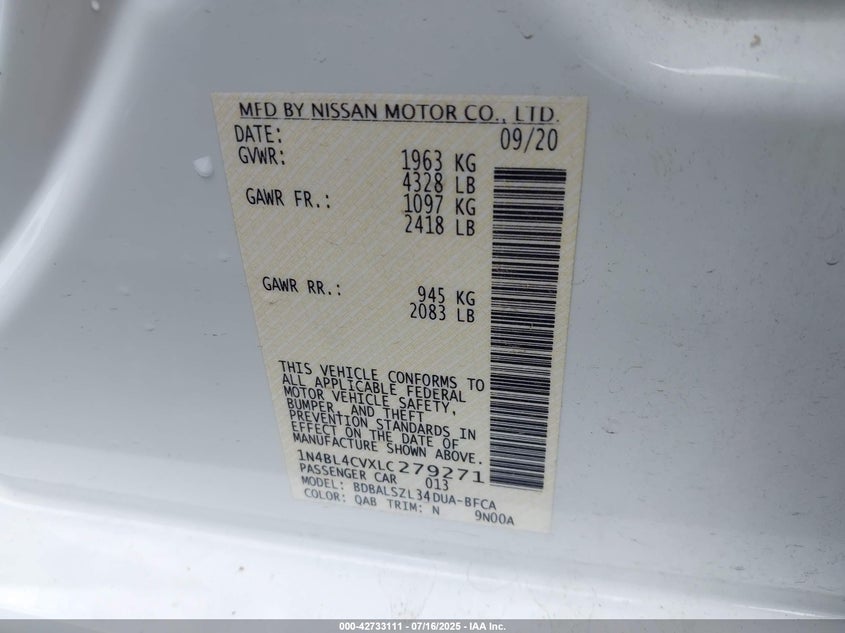 MFD BY NISSAN MOTOR CO., LTD.
DATE: 09/20
GVWR: 1963 KG
4328 LB
GAWR FR.: 1097 KG
2418 LB
GAWR RR.: 945 KG
2083 LB
THIS VEHICLE CONFORMS TO
ALL APPLICABLE FEDERAL
MOTOR VEHICLE SAFETY,
BUMPER, AND THEFT
PREVENTION STANDARDS IN
EFFECT ON THE DATE OF
MANUFACTURE SHOWN ABOVE.
1N4BL4CVXLC279271
PASSENGER CAR 013
MODEL: BDBALSZL34DUA-BFCA
COLOR: QAB TRIM: N 9N00A
000-42733111 - 07/16/2025 - IAA Inc.